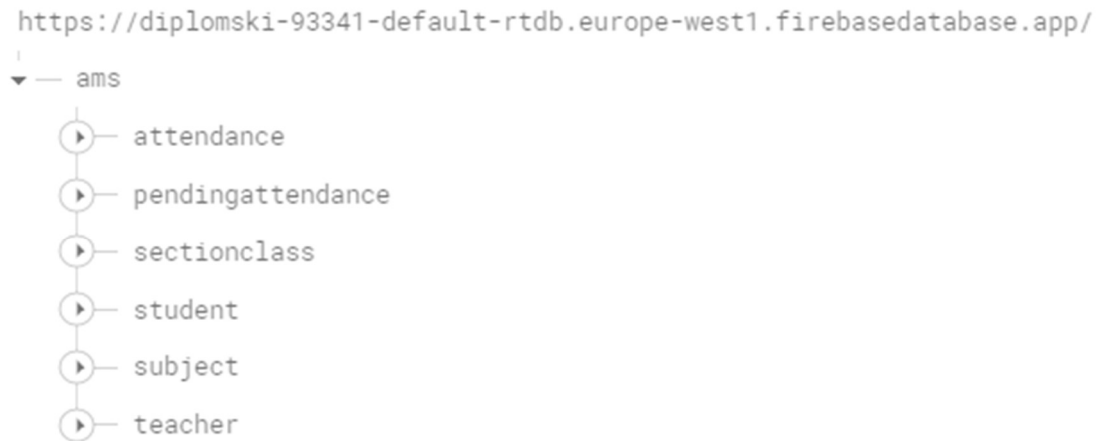 https://diplomski-93341-default-rtdb.europe-west1.firebasedatabase.app/
ams
attendance
pendingattendance
sectionclass
student
subject
teacher